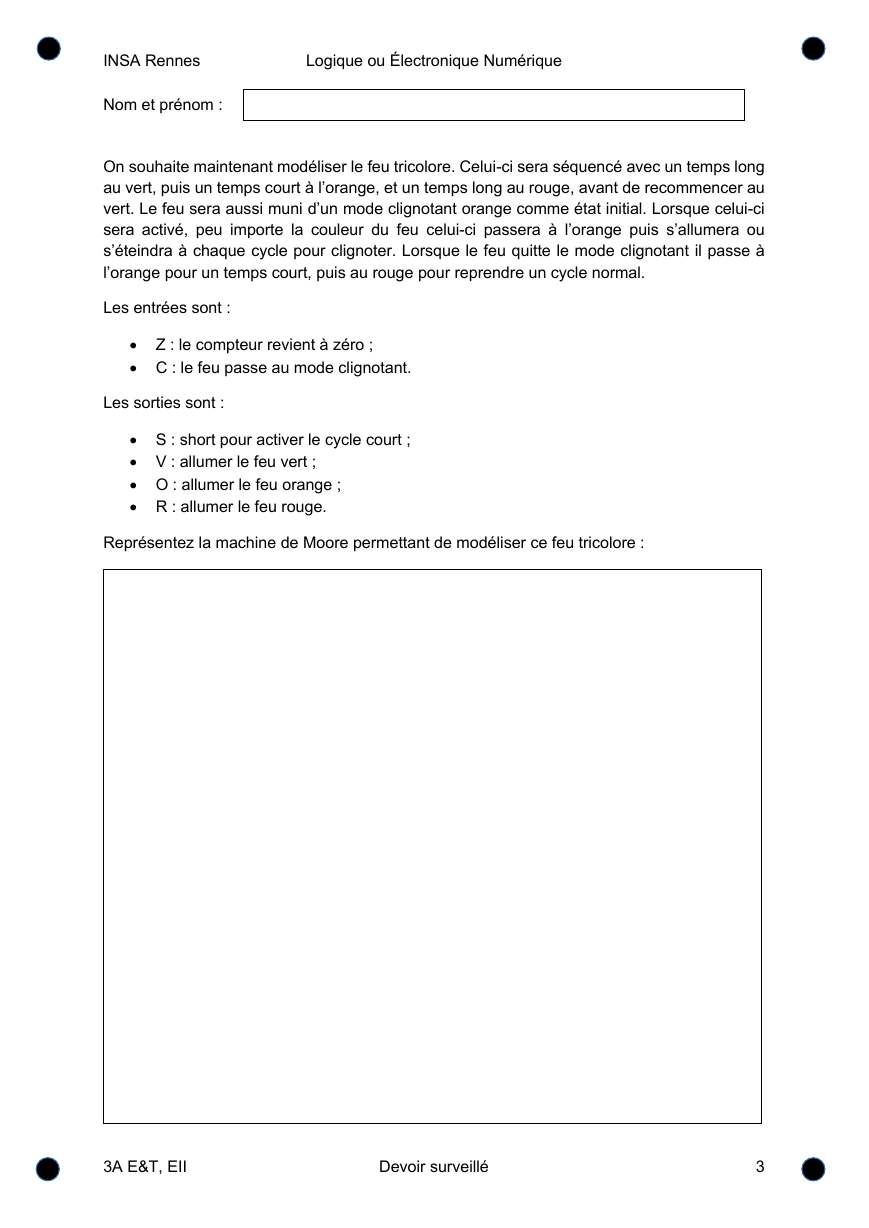 INSA Rennes Logique ou Électronique Numérique
Nom et prénom :
On souhaite maintenant modéliser le feu tricolore. Celui-ci sera séquencé avec un temps long
au vert, puis un temps court à l’orange, et un temps long au rouge, avant de recommencer au
vert. Le feu sera aussi muni d’un mode clignotant orange comme état initial. Lorsque celui-ci
sera activé, peu importe la couleur du feu celui-ci passera à l’orange puis s’allumera ou
s’éteindra à chaque cycle pour clignoter. Lorsque le feu quitte le mode clignotant il passe à
l’orange pour un temps court, puis au rouge pour reprendre un cycle normal.
Les entrées sont :
• Z : le compteur revient à zéro ;
• C : le feu passe au mode clignotant.
Les sorties sont :
• S : short pour activer le cycle court ;
• V : allumer le feu vert ;
• O : allumer le feu orange ;
• R : allumer le feu rouge.
Représentez la machine de Moore permettant de modéliser ce feu tricolore :
3A E&T, EII Devoir surveillé 3